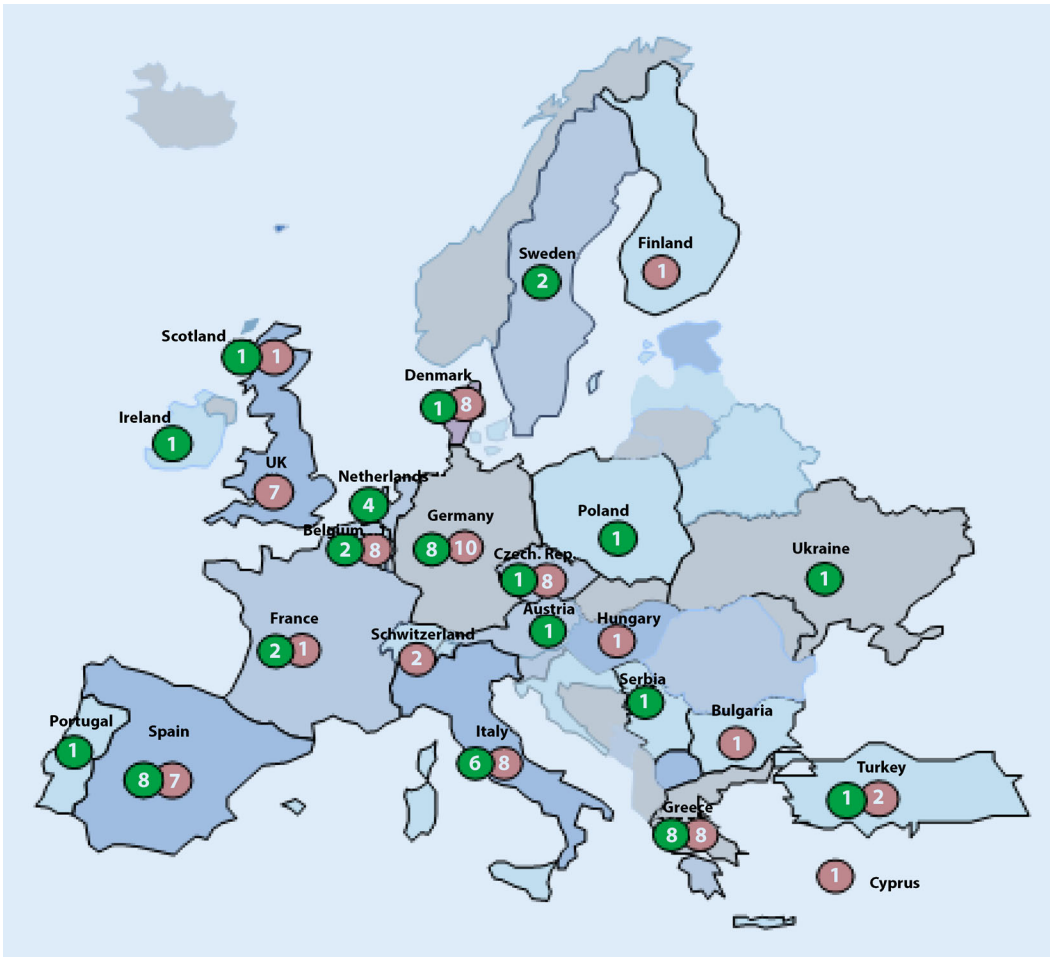 Sweden
2
Finland
1
Scotland
1 1
Denmark
1 8
Ireland
1
UK
7
Netherlands
4
Belgium
2 8
Germany
8 10
Poland
1
Czech. Rep.
1 8
Ukraine
1
Austria
1
France
2 1
Schwitzerland
2
Hungary
1
Serbia
1
Bulgaria
1
Portugal
1
Spain
8 7
Italy
6 8
Turkey
1 2
Greece
8 8
1
Cyprus